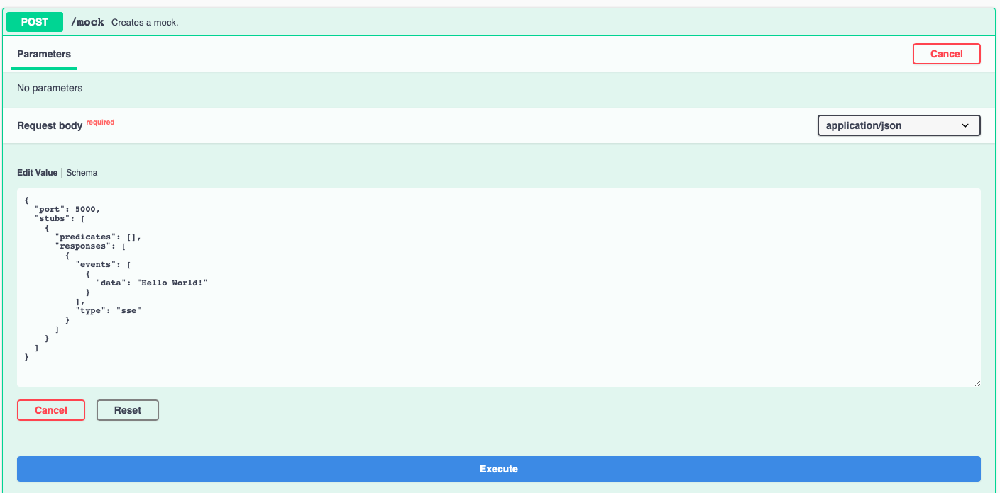 POST /mock Creates a mock.
Parameters Cancel
No parameters
Request body required application/json
Edit Value Schema
{
  "port": 5000,
  "stubs": [
    {
      "predicates": [],
      "responses": [
        {
          "events": [
            {
              "data": "Hello World!"
            }
          ],
          "type": "sse"
        }
      ]
    }
  ]
}
Cancel Reset
Execute